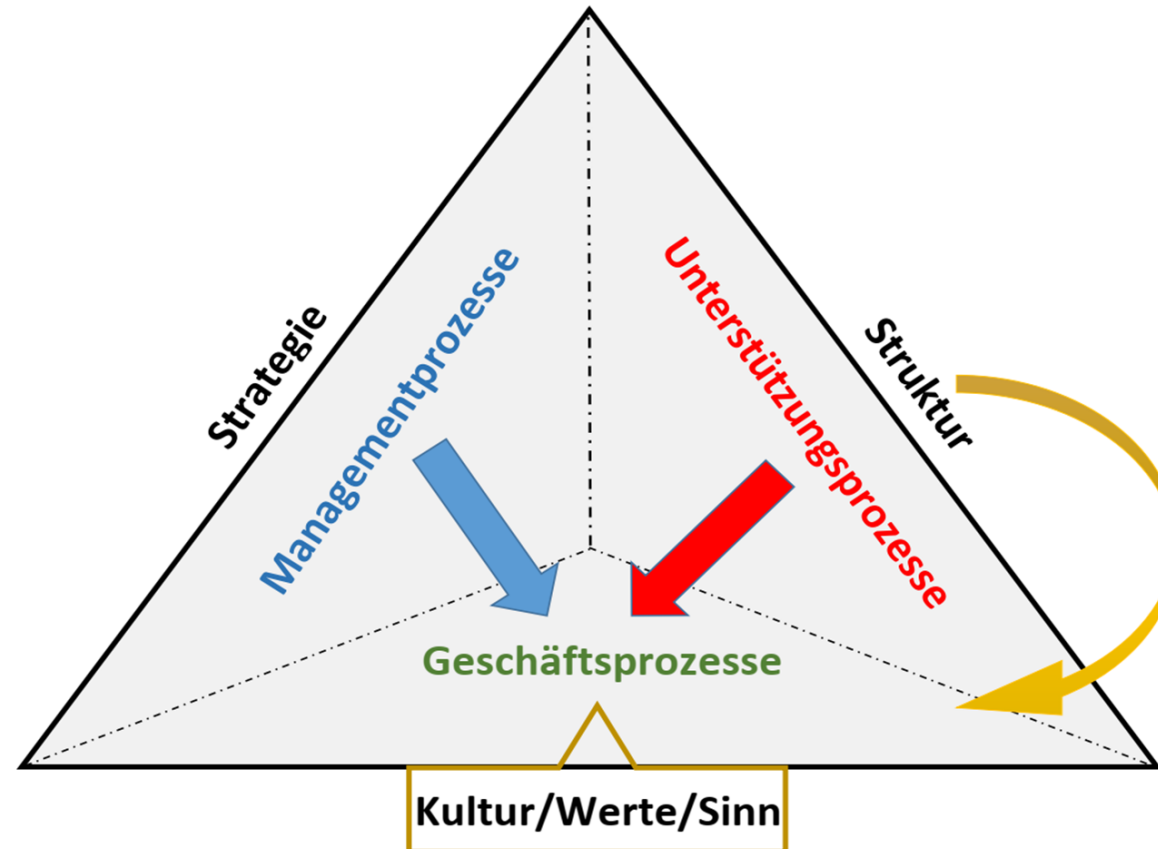 Strategie
Managementprozesse
Unterstützungsprozesse
Struktur
Geschäftsprozesse
Kultur/Werte/Sinn